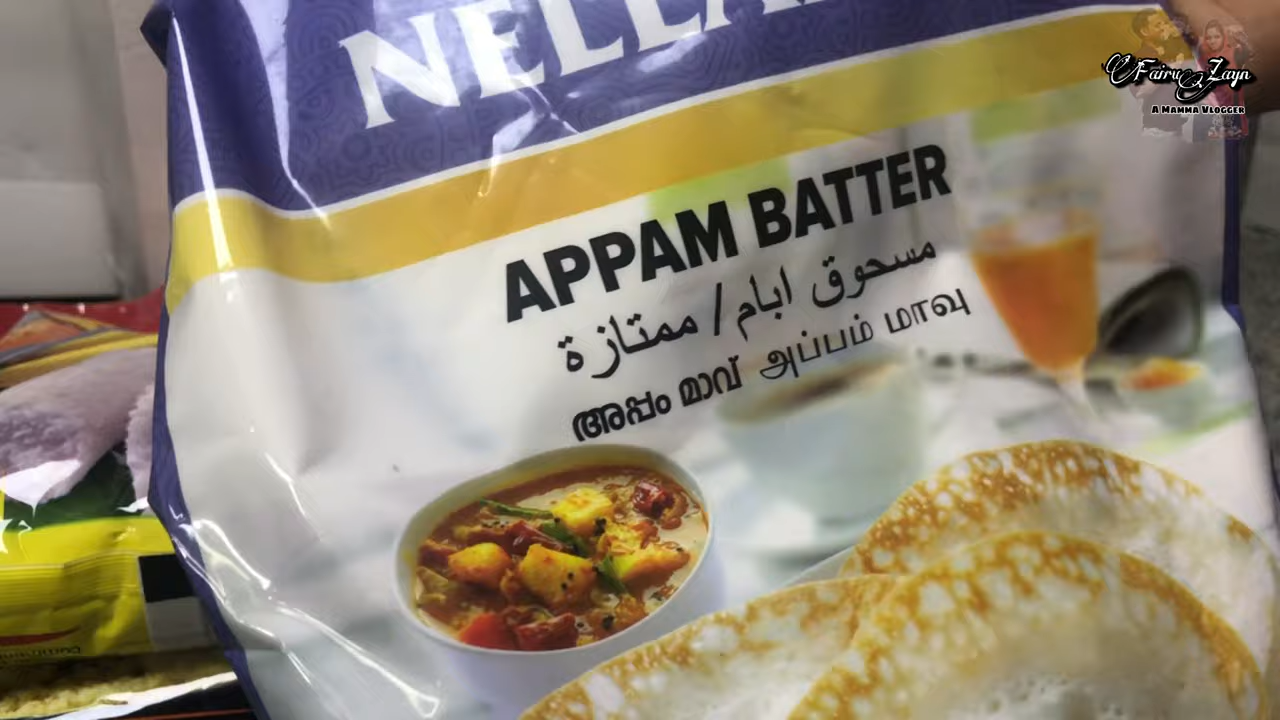 APPAM BATTER
مسحوق ابام / ممتازة
അപ്പം മാവ് அப்பம் மாவு
Fairu Zayn
A MAMMA VLOGGER